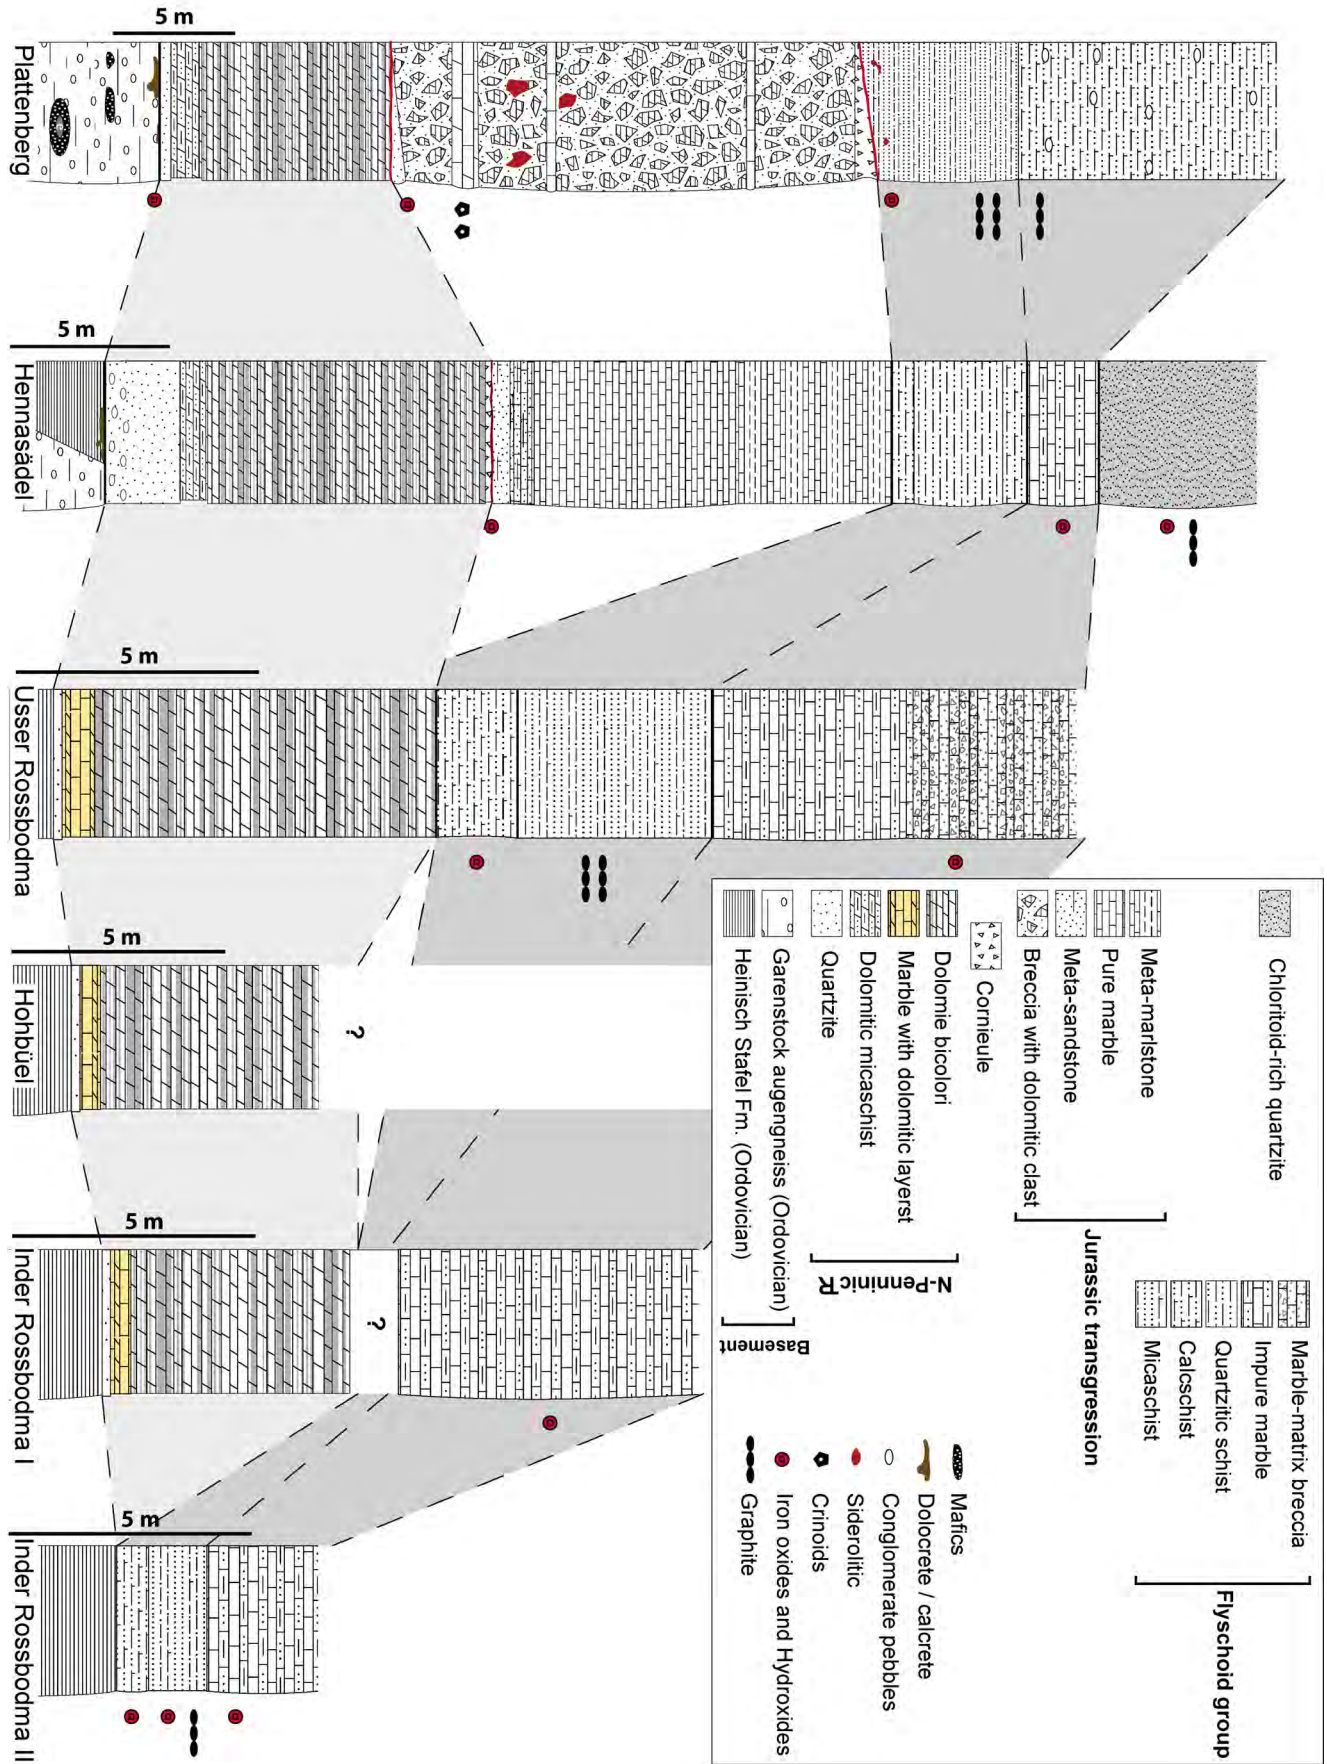 5 m
Plattenberg
5 m
Hennasädel
5 m
Usser Rossbodma
5 m
Hohbüel
?
5 m
Inder Rossbodma I
?
5 m
Inder Rossbodma II
Chloritoid-rich quartzite
Meta-marlstone
Pure marble
Meta-sandstone
Breccia with dolomitic clast
Jurassic transgression
Cornieule
Dolomie bicolori
Marble with dolomitic layerst
Dolomitic micaschist
Quartzite
N-Penninic R
Garenstock augengneiss (Ordovician)
Heinisch Stafel Fm. (Ordovician)
Basement
Marble-matrix breccia
Impure marble
Quartzitic schist
Calcschist
Micaschist
Flyschoid group
Mafics
Dolocrete / calcrete
Conglomerate pebbles
Siderolitic
Crinoids
Iron oxides and Hydroxides
Graphite